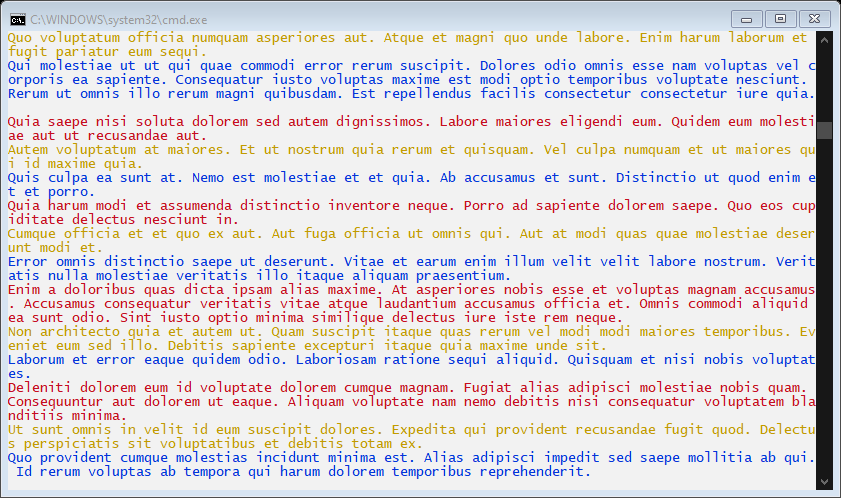 C:\WINDOWS\system32\cmd.exe
Quo voluptatum officia numquam asperiores aut. Atque et magni quo unde labore. Enim harum laborum et
fugit pariatur eum sequi.
Qui molestiae ut ut qui quae commodi error rerum suscipit. Dolores odio omnis esse nam voluptas vel c
orporis ea sapiente. Consequatur iusto voluptas maxime est modi optio temporibus voluptate nesciunt.
Rerum ut omnis illo rerum magni quibusdam. Est repellendus facilis consectetur consectetur iure quia.
Quia saepe nisi soluta dolorem sed autem dignissimos. Labore maiores eligendi eum. Quidem eum molesti
ae aut ut recusandae aut.
Autem voluptatum at maiores. Et ut nostrum quia rerum et quisquam. Vel culpa numquam et ut maiores qu
i id maxime quia.
Quis culpa ea sunt at. Nemo est molestiae et et quia. Ab accusamus et sunt. Distinctio ut quod enim e
t et porro.
Quia harum modi et assumenda distinctio inventore neque. Porro ad sapiente dolorem saepe. Quo eos cup
iditate delectus nesciunt in.
Cumque officia et et quo ex aut. Aut fuga officia ut omnis qui. Aut at modi quas quae molestiae deser
unt modi et.
Error omnis distinctio saepe ut deserunt. Vitae et earum enim illum velit velit labore nostrum. Verit
atis nulla molestiae veritatis illo itaque aliquam praesentium.
Enim a doloribus quas dicta ipsam alias maxime. At asperiores nobis esse et voluptas magnam accusamus
. Accusamus consequatur veritatis vitae atque laudantium accusamus officia et. Omnis commodi aliquid
ea sunt odio. Sint iusto optio minima similique delectus iure iste rem neque.
Non architecto quia et autem ut. Quam suscipit itaque quas rerum vel modi modi maiores temporibus. Ev
eniet eum sed illo. Debitis sapiente excepturi itaque quia maxime unde sit.
Laborum et error eaque quidem odio. Laboriosam ratione sequi aliquid. Quisquam et nisi nobis voluptat
es.
Deleniti dolorem eum id voluptate dolorem cumque magnam. Fugiat alias adipisci molestiae nobis quam.
Consequuntur aut dolorem ut eaque. Aliquam voluptate nam nemo debitis nisi consequatur voluptatem bla
nditiis minima.
Ut sunt omnis in velit id eum suscipit dolores. Expedita qui provident recusandae fugit quod. Delectu
s perspiciatis sit voluptatibus et debitis totam ex.
Quo provident cumque molestias incidunt minima est. Alias adipisci impedit sed saepe mollitia ab qui.
Id rerum voluptas ab tempora qui harum dolorem temporibus reprehenderit.